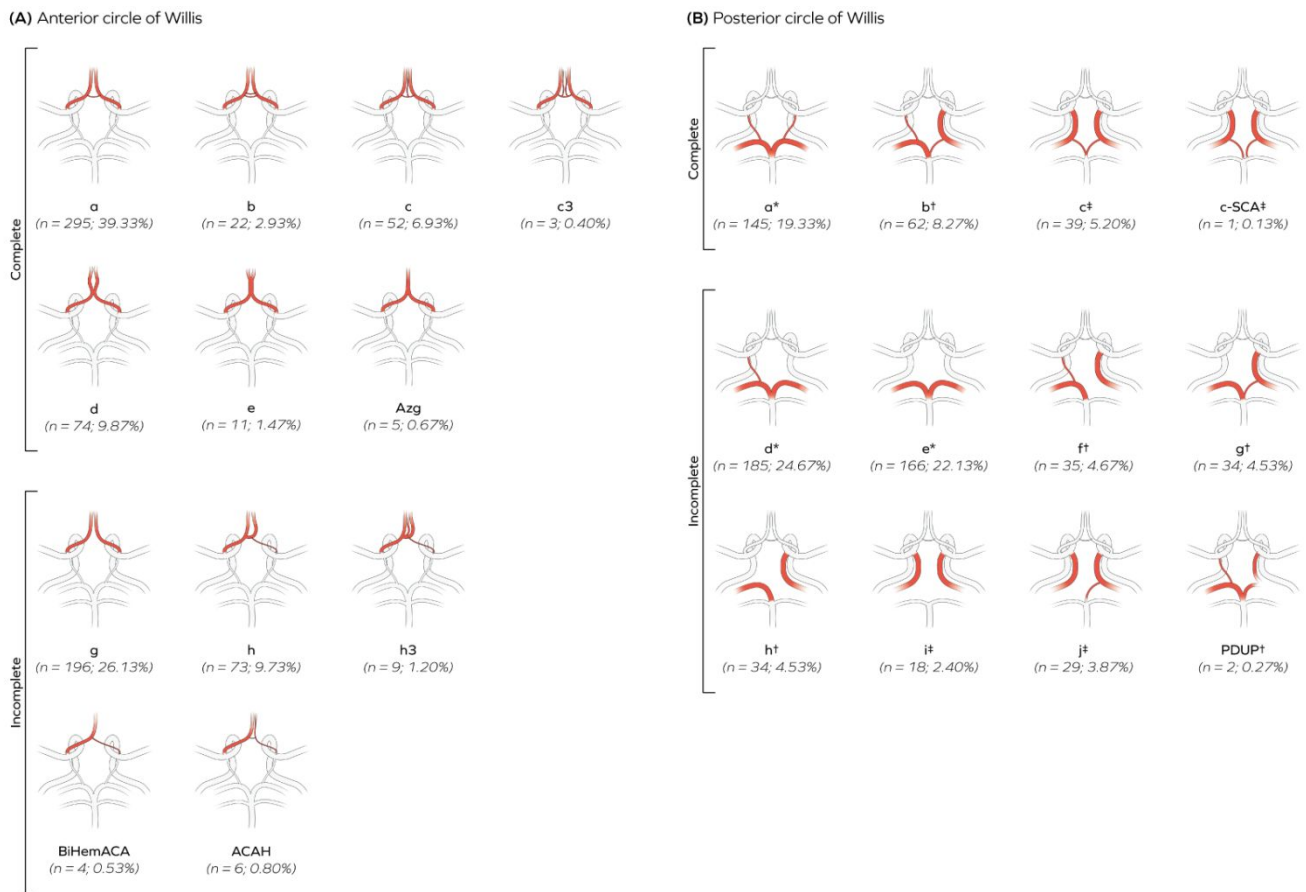 (A) Anterior circle of Willis
Complete
a
(n = 295; 39.33%)
b
(n = 22; 2.93%)
c
(n = 52; 6.93%)
c3
(n = 3; 0.40%)
d
(n = 74; 9.87%)
e
(n = 11; 1.47%)
Azg
(n = 5; 0.67%)
Incomplete
g
(n = 196; 26.13%)
h
(n = 73; 9.73%)
h3
(n = 9; 1.20%)
BiHemACA
(n = 4; 0.53%)
ACAH
(n = 6; 0.80%)
(B) Posterior circle of Willis
Complete
a*
(n = 145; 19.33%)
b†
(n = 62; 8.27%)
c‡
(n = 39; 5.20%)
c-SCA‡
(n = 1; 0.13%)
Incomplete
d*
(n = 185; 24.67%)
e*
(n = 166; 22.13%)
f†
(n = 35; 4.67%)
g†
(n = 34; 4.53%)
h†
(n = 34; 4.53%)
i‡
(n = 18; 2.40%)
j‡
(n = 29; 3.87%)
PDUP†
(n = 2; 0.27%)